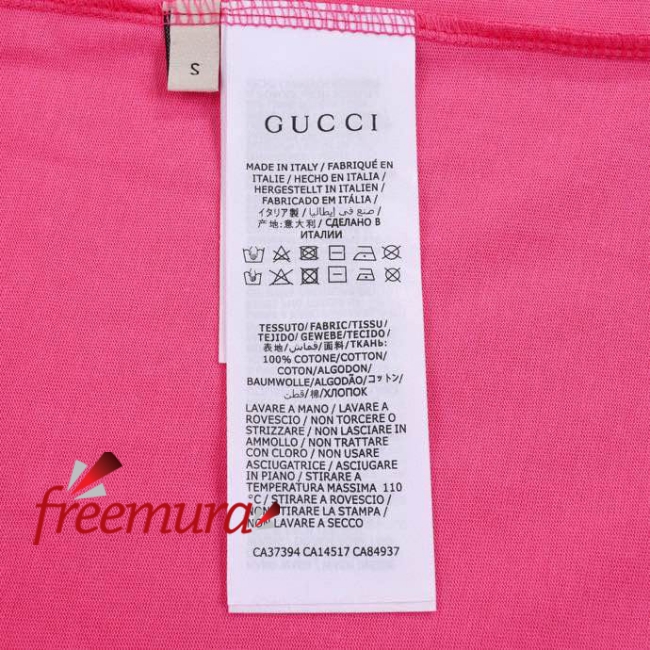 S
GUCCI
MADE IN ITALY / FABRIQUÉ EN
ITALIE / HECHO EN ITALIA /
HERGESTELLT IN ITALIEN /
FABRICADO EM ITÁLIA /
イタリア製 / صنع في إيطاليا /
产地:意大利 / СДЕЛАНО В
ИТАЛИИ
TESSUTO/FABRIC/TISSU/
TEJIDO/ GEWEBE/TECIDO/
表地/قماش/面料/ТКАНЬ:
100% COTONE/COTTON/
COTON/ALGODON/
BAUMWOLLE/ALGODÃO/コットン/
قطن/棉/ХЛОПОК
LAVARE A MANO / LAVARE A
ROVESCIO / NON TORCERE O
STRIZZARE / NON LASCIARE IN
AMMOLLO / NON TRATTARE
CON CLORO / NON USARE
ASCIUGATRICE / ASCIUGARE
IN PIANO / STIRARE A
TEMPERATURA MASSIMA 110
°C / STIRARE A ROVESCIO /
NON STIRARE LA STAMPA /
NON LAVARE A SECCO
CA37394 CA14517 CA84937
freemura